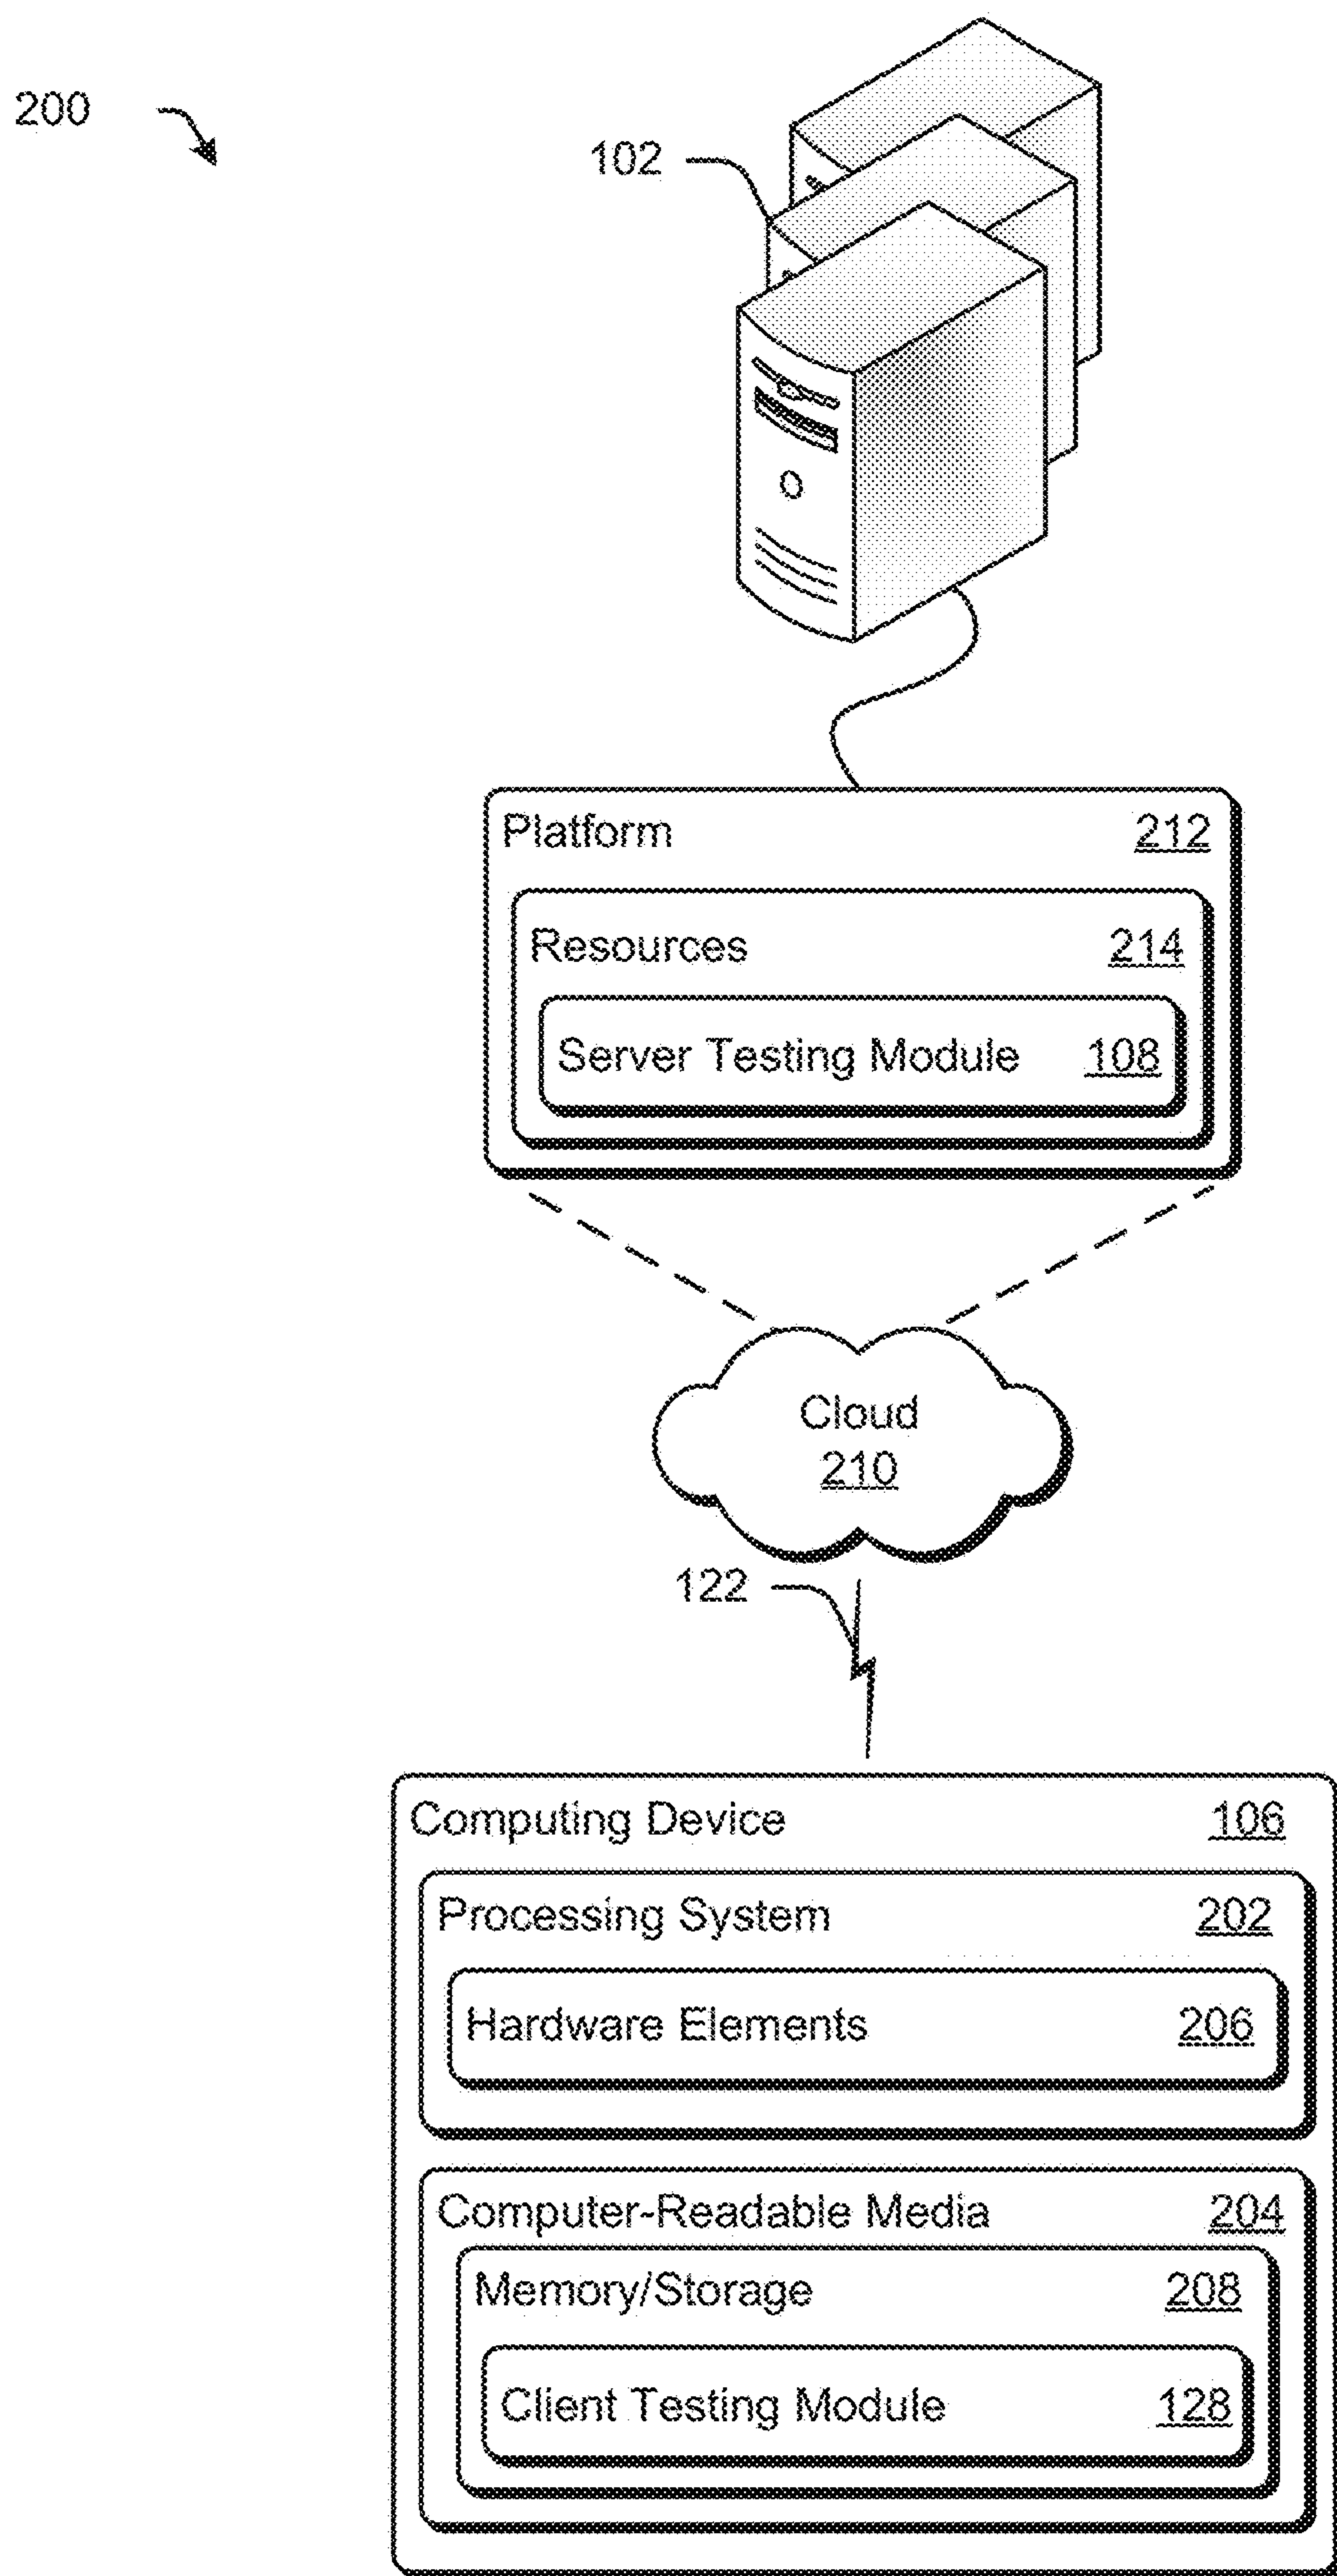 200
102
Platform 212
Resources 214
Server Testing Module 108
Cloud
210
122
Computing Device 106
Processing System 202
Hardware Elements 206
Computer-Readable Media 204
Memory/Storage 208
Client Testing Module 128